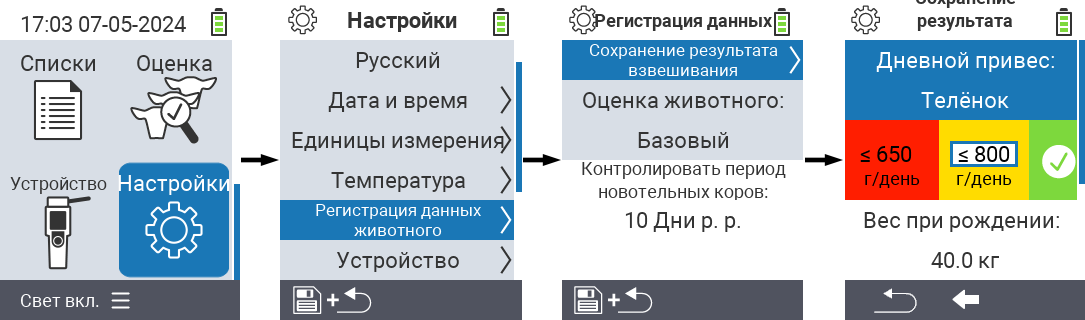 17:03 07-05-2024
Списки
Оценка
Устройство
Настройки
Свет вкл.
Настройки
Русский
Дата и время
Единицы измерения
Температура
Регистрация данных
животного
Устройство
+
Регистрация данных
Сохранение результата
взвешивания
Оценка животного:
Базовый
Контролировать период
новотельных коров:
10 Дни р. р.
+
Сохранение
результата
Дневной привес:
Телёнок
≤ 650
г/день
≤ 800
г/день
Вес при рождении:
40.0 кг